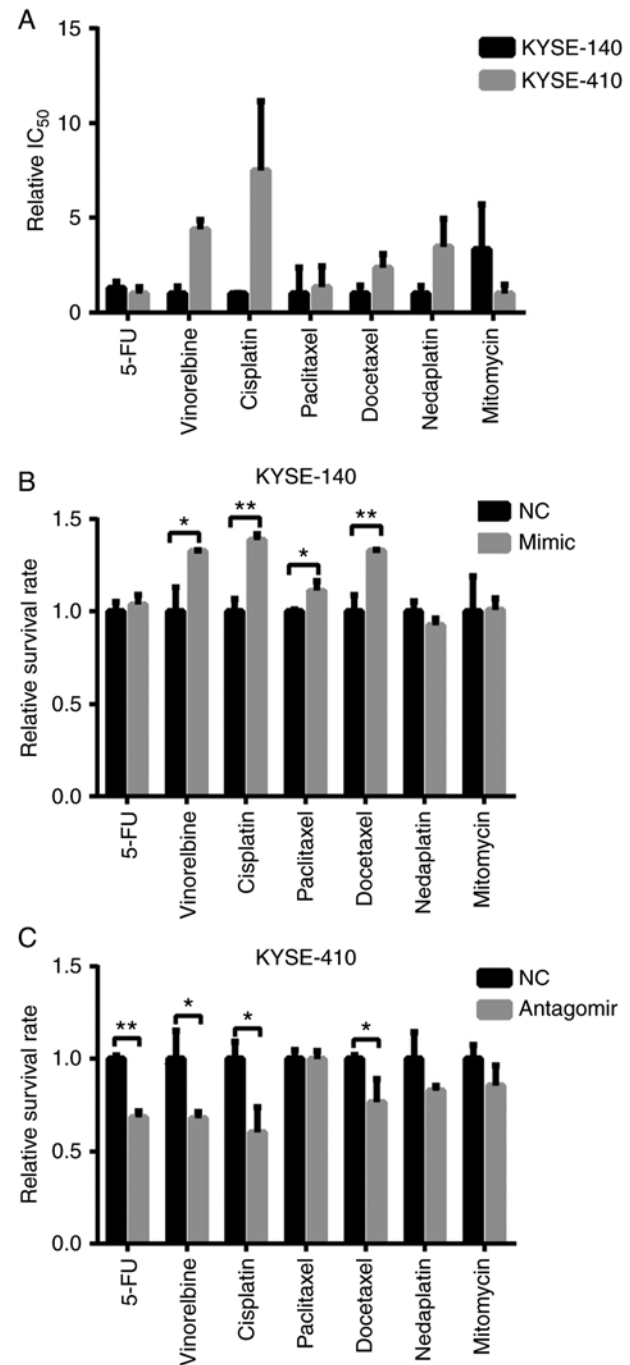 A
KYSE-140
KYSE-410
Relative IC50
15
10
5
0
5-FU
Vinorelbine
Cisplatin
Paclitaxel
Docetaxel
Nedaplatin
Mitomycin
B
KYSE-140
NC
Mimic
Relative survival rate
1.5
1.0
0.5
0.0
*
**
*
**
5-FU
Vinorelbine
Cisplatin
Paclitaxel
Docetaxel
Nedaplatin
Mitomycin
C
KYSE-410
NC
Antagomir
Relative survival rate
1.5
1.0
0.5
0.0
**
*
*
*
5-FU
Vinorelbine
Cisplatin
Paclitaxel
Docetaxel
Nedaplatin
Mitomycin